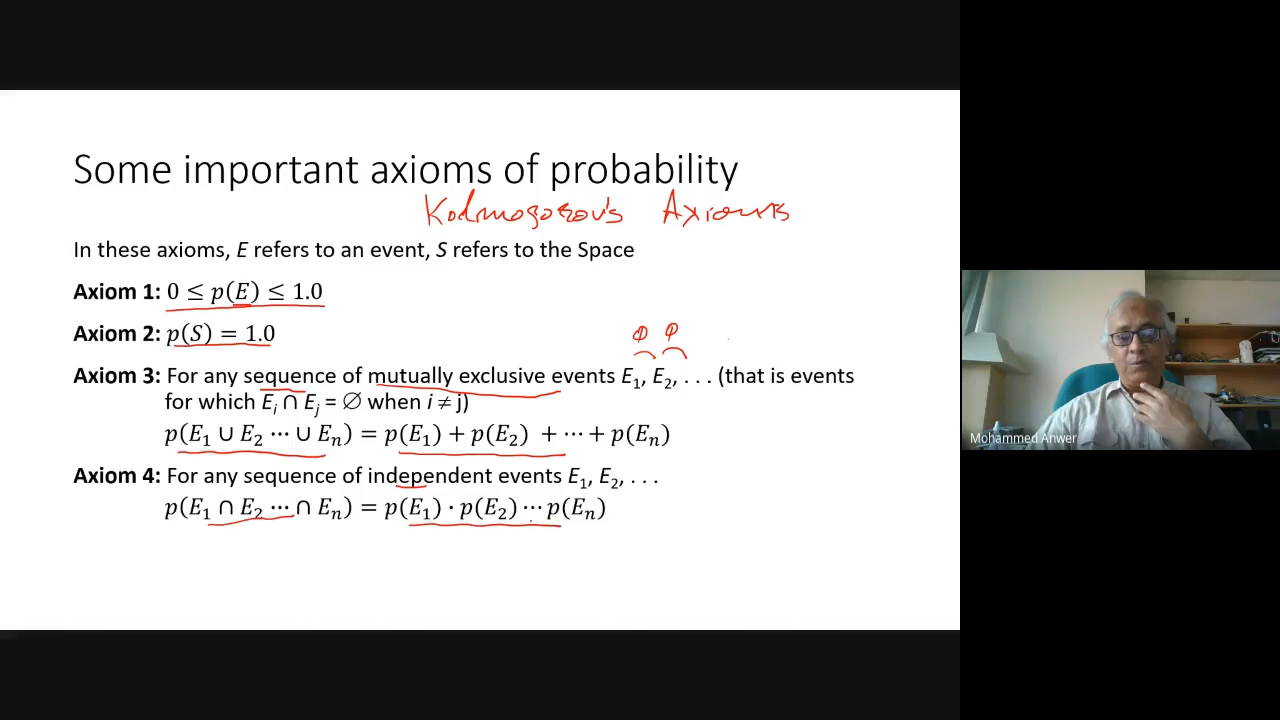 Some important axioms of probability
Kolmogorov's Axioms
In these axioms, E refers to an event, S refers to the Space
Axiom 1: 0 ≤ p(E) ≤ 1.0
Axiom 2: p(S) = 1.0
Φ Φ
Axiom 3: For any sequence of mutually exclusive events E₁, E₂, . . . (that is events
for which Eᵢ ∩ Eⱼ = ∅ when i ≠ j)
p(E₁ ∪ E₂ ⋯ ∪ Eₙ) = p(E₁) + p(E₂) + ⋯ + p(Eₙ)
Axiom 4: For any sequence of independent events E₁, E₂, . . .
p(E₁ ∩ E₂ ⋯ ∩ Eₙ) = p(E₁) · p(E₂) ⋯ p(Eₙ)
Mohammed Anwer